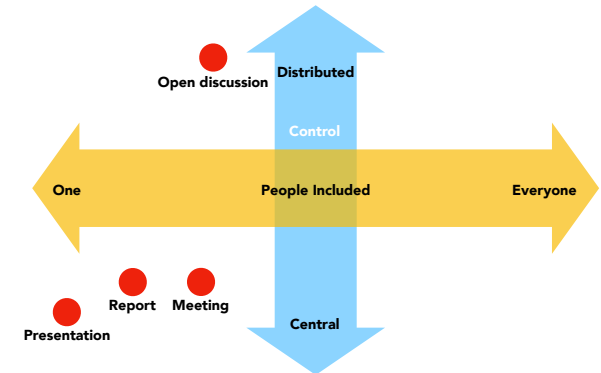 Distributed
Open discussion
Control
One
People Included
Everyone
Report
Meeting
Central
Presentation